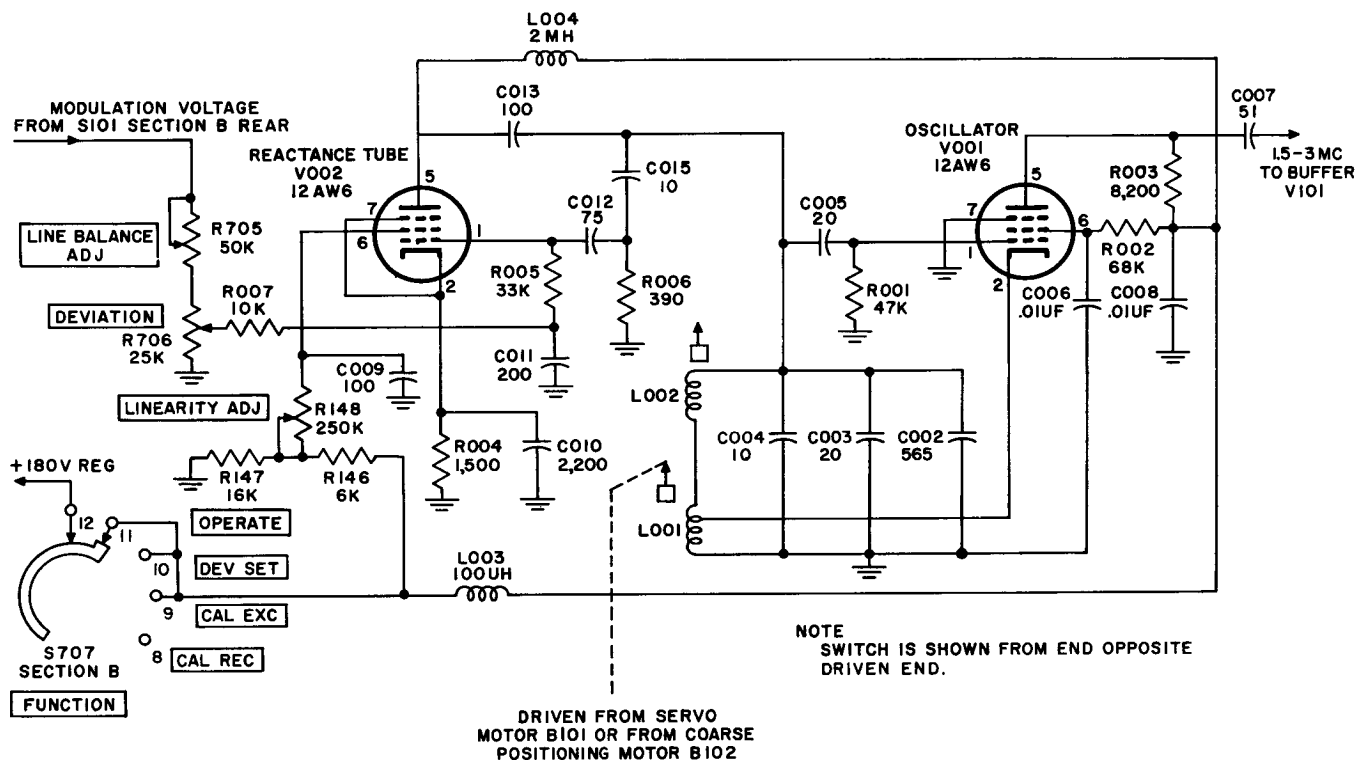 L004
2MH
MODULATION VOLTAGE
FROM S101 SECTION B REAR
C013
100
C007
51
OSCILLATOR
V001
12AW6
REACTANCE TUBE
V002
12AW6
1.5-3 MC
TO BUFFER
V101
R003
8,200
5
5
C015
10
C012
75
C005
20
7
6
1
2
7
1
2
6
LINE BALANCE
ADJ
R705
50K
R005
33K
R006
390
R001
47K
R002
68K
C006
.01UF
C008
.01UF
DEVIATION
R007
10K
R706
25K
C011
200
C009
100
L002
LINEARITY ADJ
R148
250K
C004
10
C003
20
C002
565
R004
1,500
C010
2,200
+180V REG
R147
16K
R146
6K
L001
12
11
OPERATE
10
DEV SET
L003
100UH
9
CAL EXC
8
CAL REC
S707
SECTION B
FUNCTION
NOTE
SWITCH IS SHOWN FROM END OPPOSITE
DRIVEN END.
DRIVEN FROM SERVO
MOTOR B101 OR FROM COARSE
POSITIONING MOTOR B102